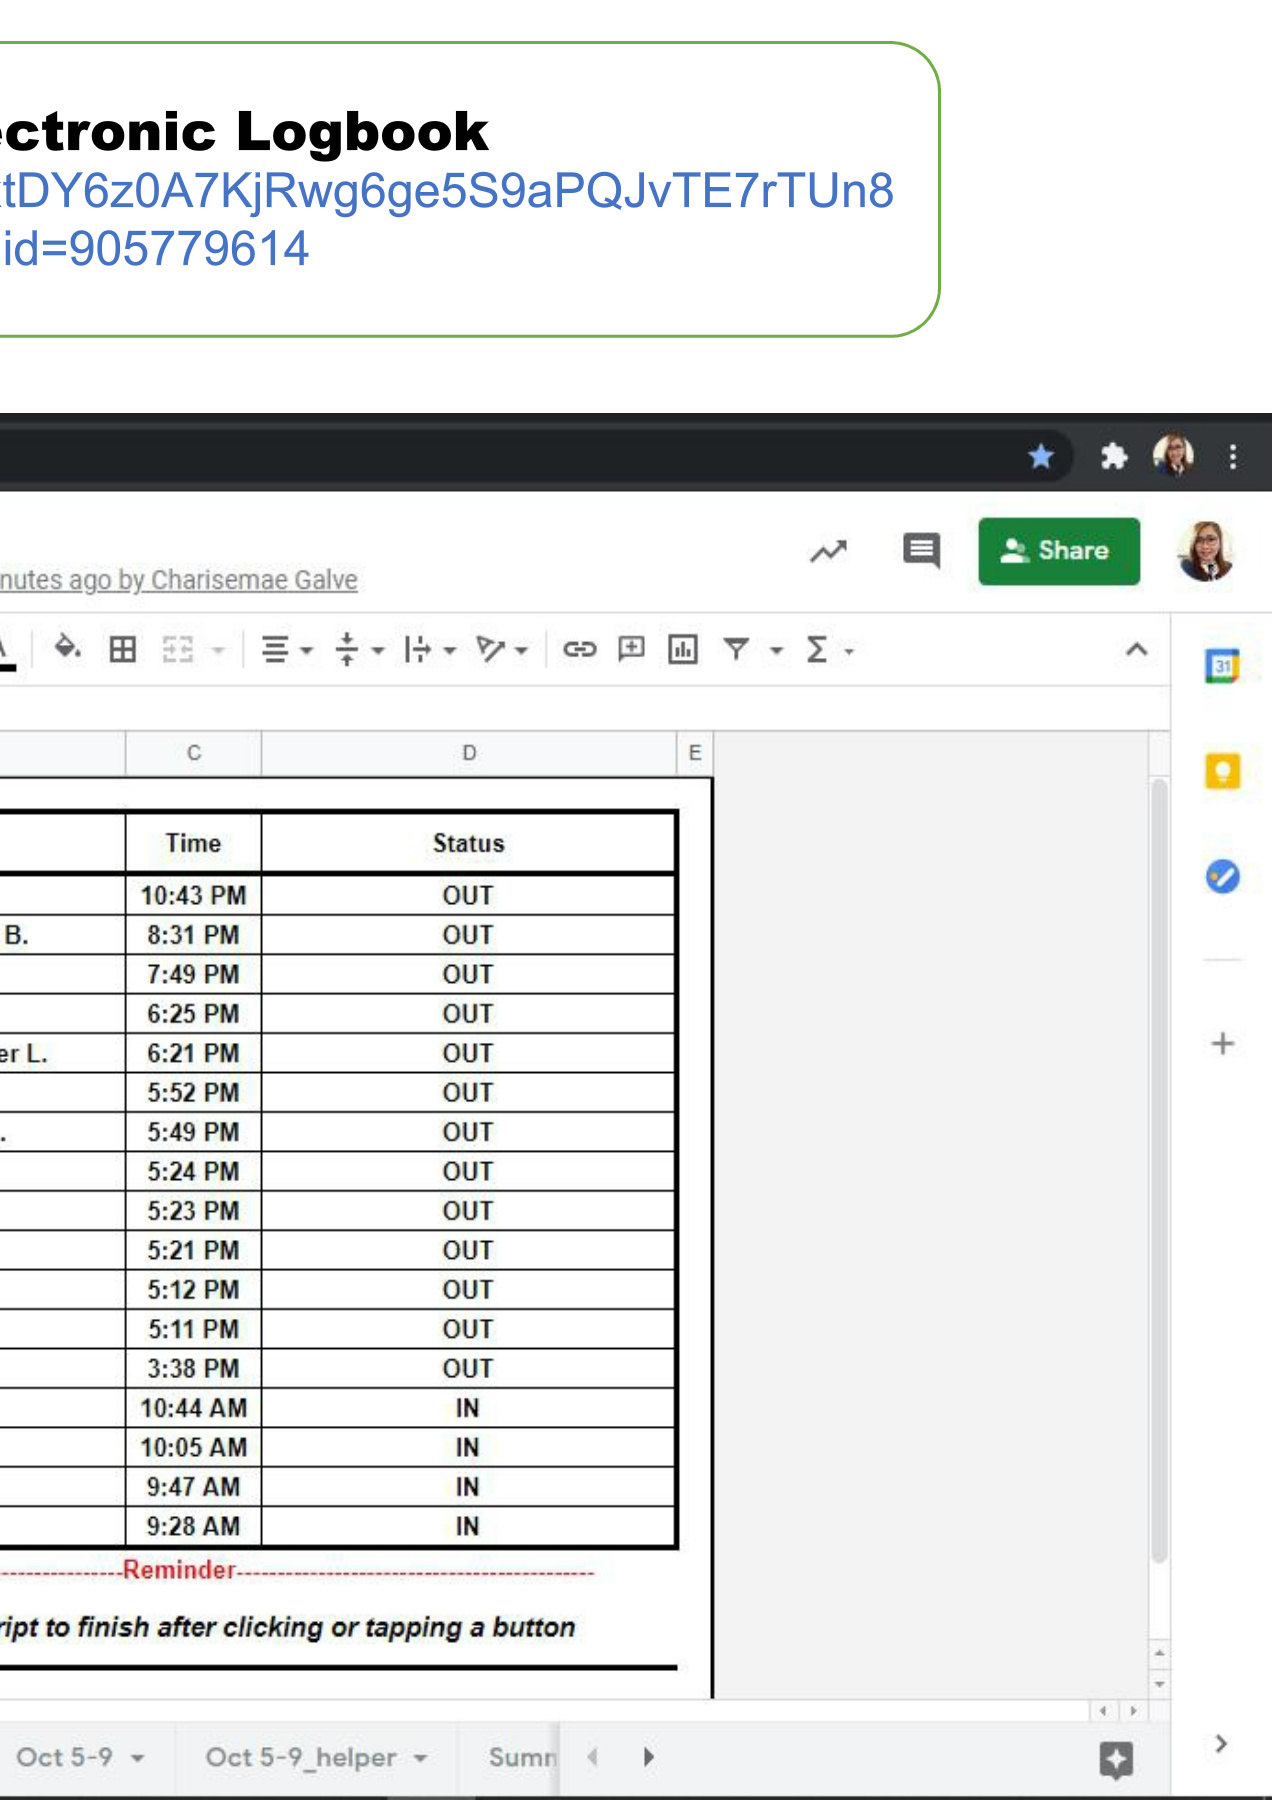 ectronic Logbook
tDY6z0A7KjRwg6ge5S9aPQJvTE7rTUn8
id=905779614
Share
nutes ago by Charisemae Galve
31
C D E
Time Status
10:43 PM OUT
B. 8:31 PM OUT
7:49 PM OUT
6:25 PM OUT
er L. 6:21 PM OUT
5:52 PM OUT
. 5:49 PM OUT
5:24 PM OUT
5:23 PM OUT
5:21 PM OUT
5:12 PM OUT
5:11 PM OUT
3:38 PM OUT
10:44 AM IN
10:05 AM IN
9:47 AM IN
9:28 AM IN
---------------Reminder-------------------------------------------
ript to finish after clicking or tapping a button
Oct 5-9 Oct 5-9_helper Sum